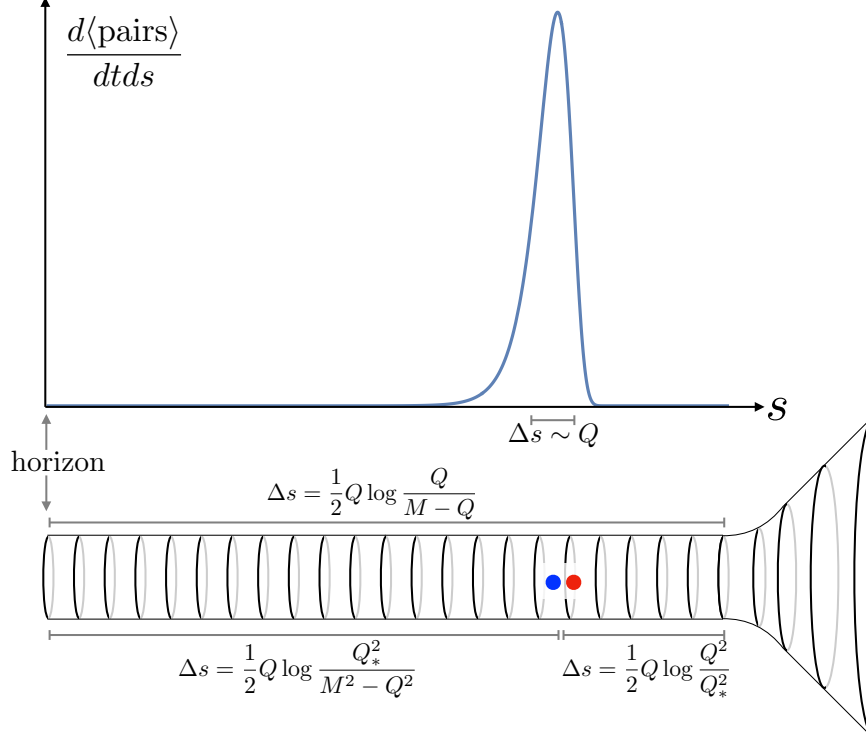 d⟨pairs⟩
dtds
s
Δs ∼ Q
horizon
Δs = 1/2 Q log Q/(M − Q)
Δs = 1/2 Q log Q_*^2/(M^2 − Q^2)
Δs = 1/2 Q log Q^2/Q_*^2